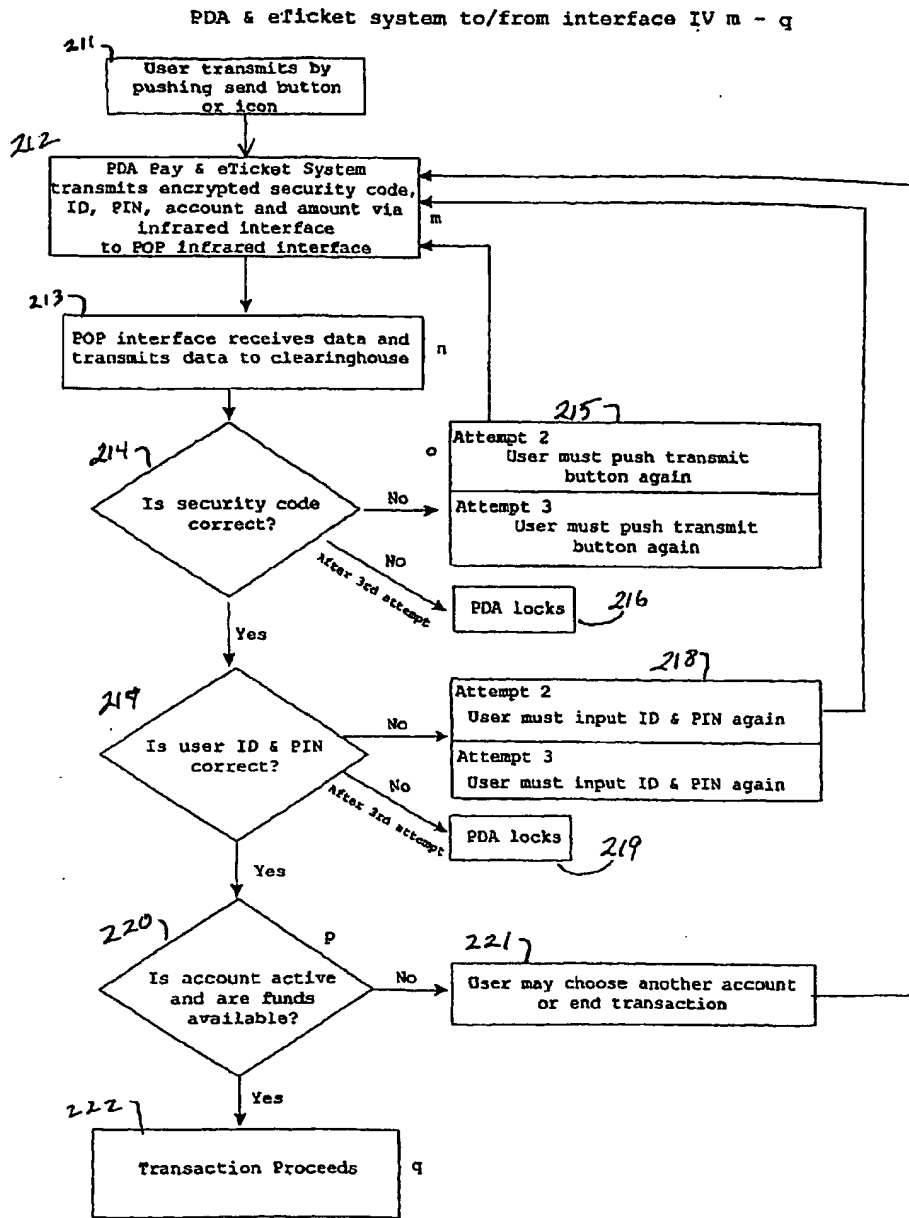 PDA & eTicket system to/from interface IV m - q
211
User transmits by
pushing send button
or icon
212
PDA Pay & eTicket System
transmits encrypted security code,
ID, PIN, account and amount via
infrared interface
to POP infrared interface
m
213
POP interface receives data and
transmits data to clearinghouse
n
214
Is security code
correct?
No
o
215
Attempt 2
User must push transmit
button again
Attempt 3
User must push transmit
button again
No
After 3rd attempt
PDA locks
216
Yes
219
Is user ID & PIN
correct?
No
218
Attempt 2
User must input ID & PIN again
Attempt 3
User must input ID & PIN again
No
After 3rd attempt
PDA locks
219
Yes
220
p
Is account active
and are funds
available?
No
221
User may choose another account
or end transaction
Yes
222
Transaction Proceeds
q